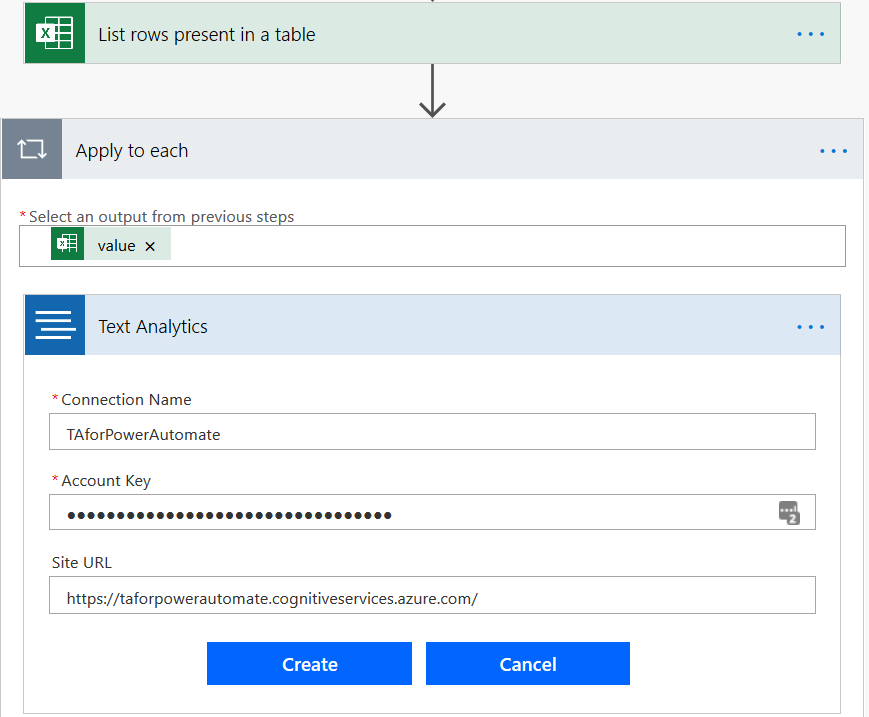 List rows present in a table
Apply to each
* Select an output from previous steps
value
Text Analytics
* Connection Name
TAforPowerAutomate
* Account Key
••••••••••••••••••••••••••••••••
2
Site URL
https://taforpowerautomate.cognitiveservices.azure.com/
Create
Cancel